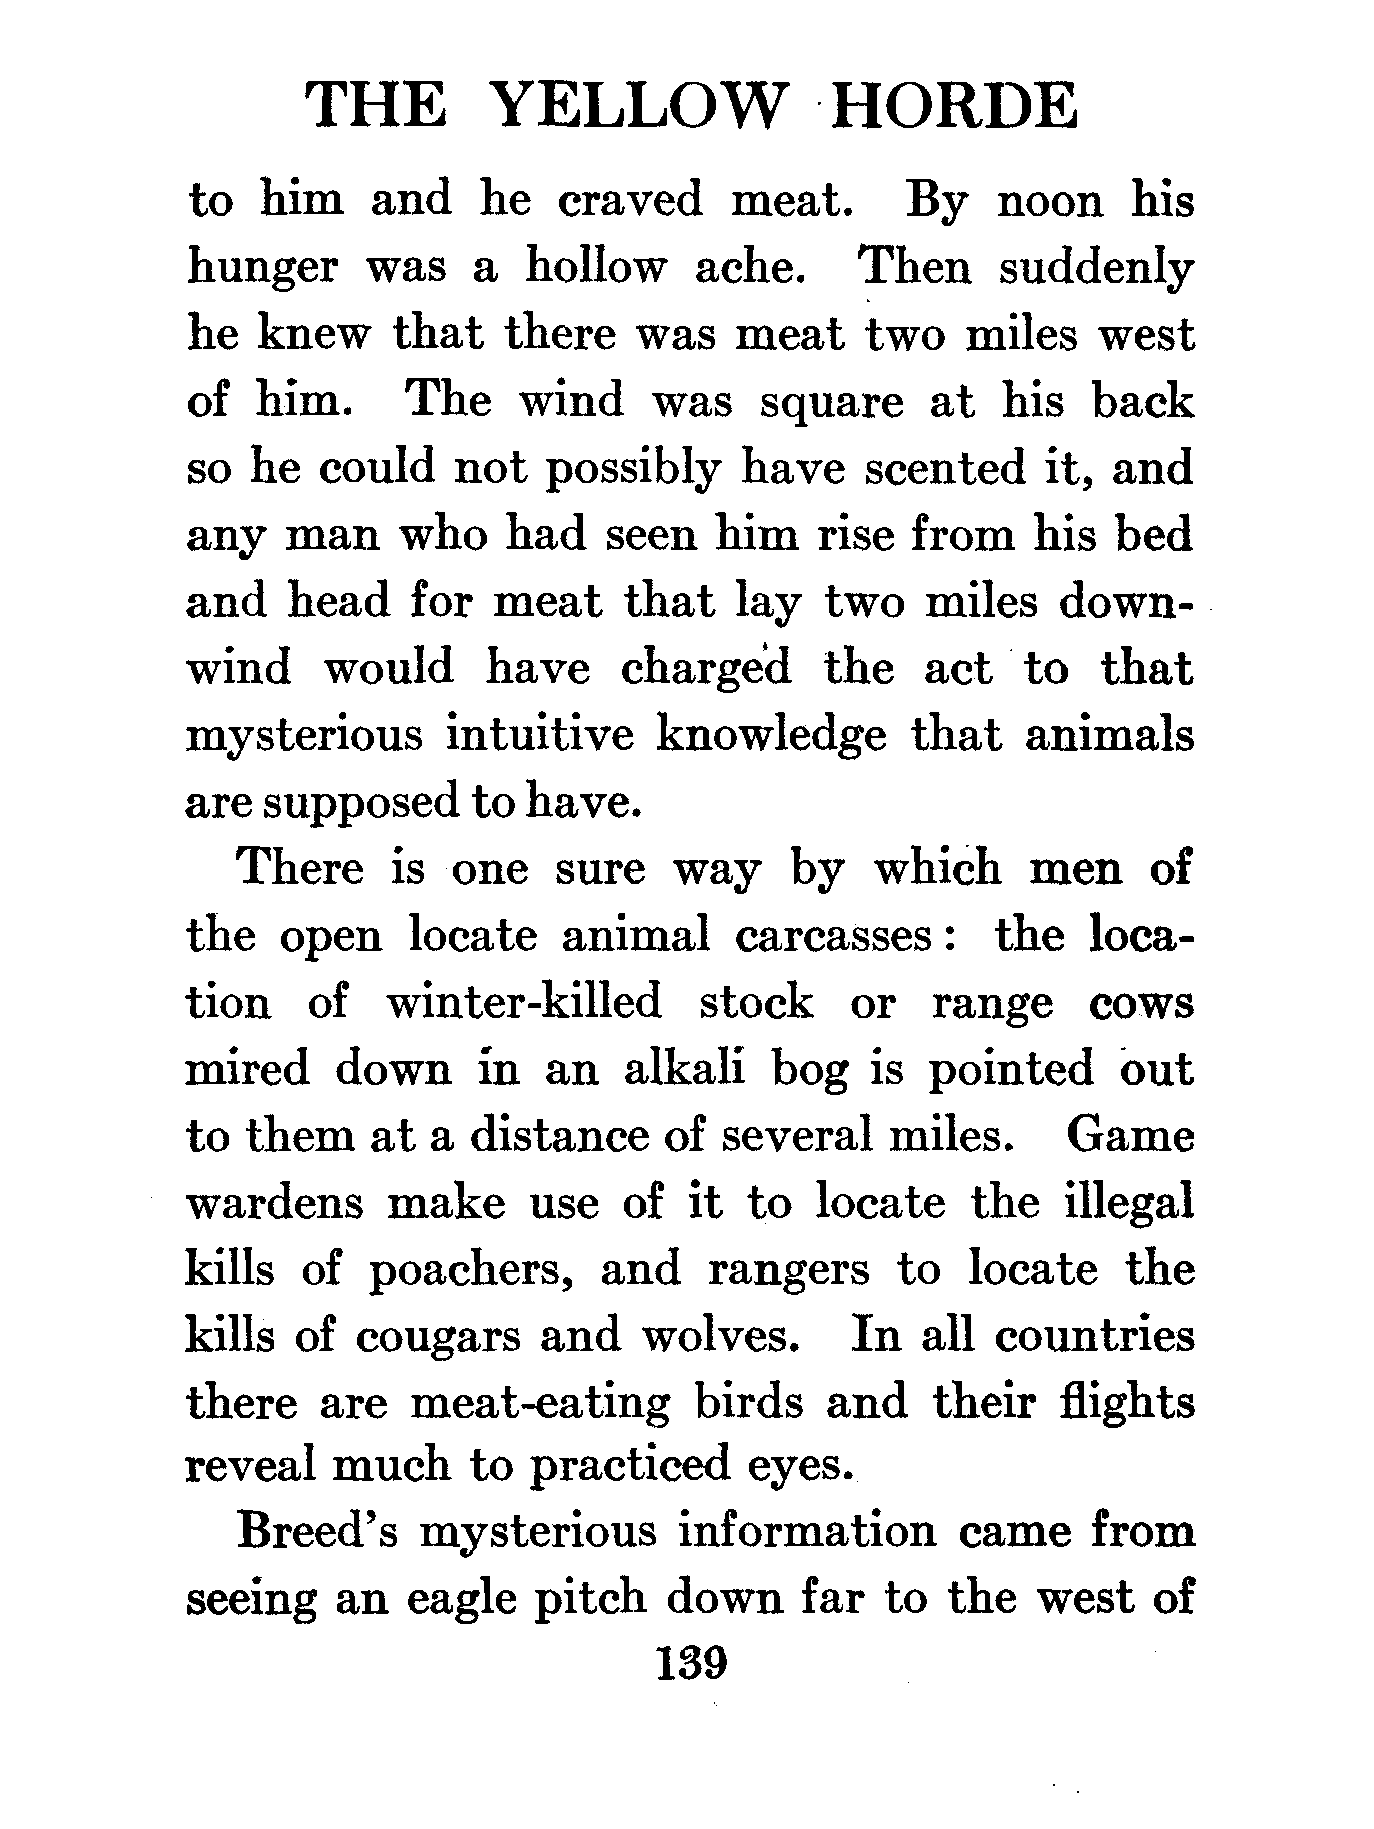 THE YELLOW HORDE
to him and he craved meat. By noon his
hunger was a hollow ache. Then suddenly
he knew that there was meat two miles west
of him. The wind was square at his back
so he could not possibly have scented it, and
any man who had seen him rise from his bed
and head for meat that lay two miles down-
wind would have charged the act to that
mysterious intuitive knowledge that animals
are supposed to have.
There is one sure way by which men of
the open locate animal carcasses: the loca-
tion of winter-killed stock or range cows
mired down in an alkali bog is pointed out
to them at a distance of several miles. Game
wardens make use of it to locate the illegal
kills of poachers, and rangers to locate the
kills of cougars and wolves. In all countries
there are meat-eating birds and their flights
reveal much to practiced eyes.
Breed's mysterious information came from
seeing an eagle pitch down far to the west of
139